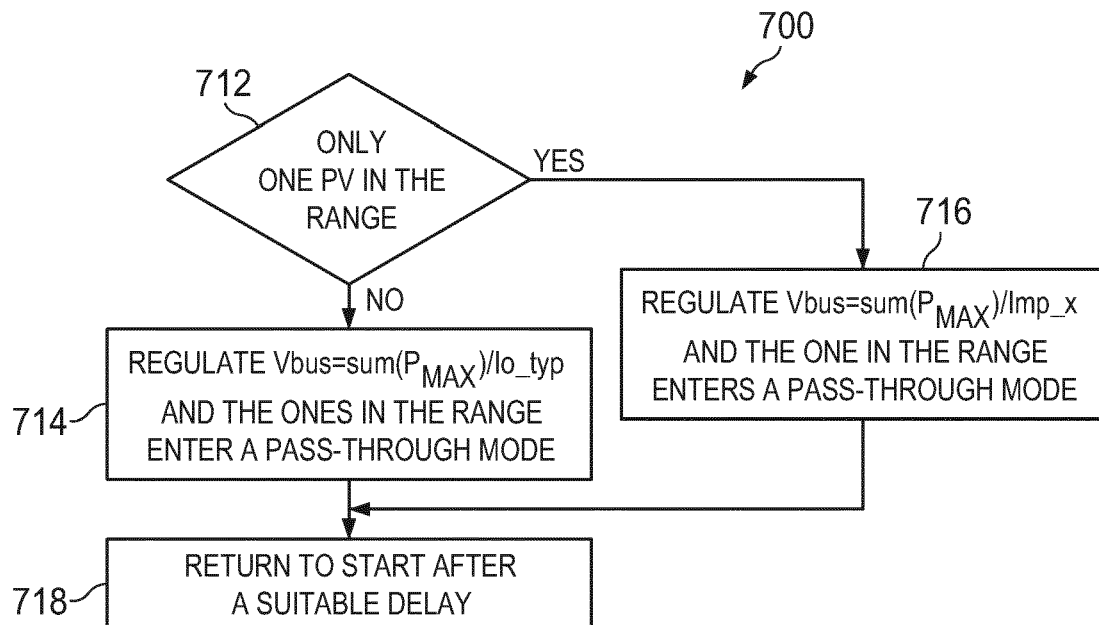 700
712
ONLY
ONE PV IN THE
RANGE
YES
NO
716
REGULATE Vbus=sum(PMAX)/Imp_x
AND THE ONE IN THE RANGE
ENTERS A PASS-THROUGH MODE
714
REGULATE Vbus=sum(PMAX)/Io_typ
AND THE ONES IN THE RANGE
ENTER A PASS-THROUGH MODE
718
RETURN TO START AFTER
A SUITABLE DELAY